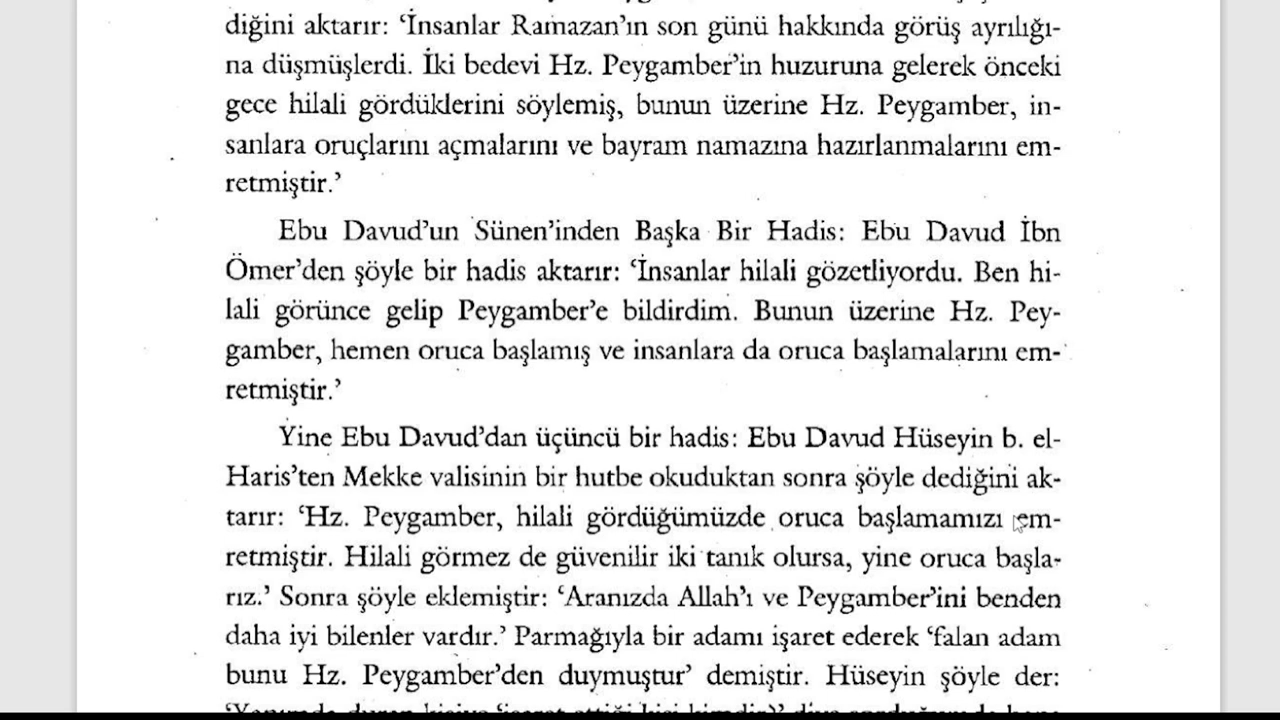 diğini aktarır: ‘İnsanlar Ramazan’ın son günü hakkında görüş ayrılığı-
na düşmüşlerdi. İki bedevi Hz. Peygamber’in huzuruna gelerek önceki
gece hilali gördüklerini söylemiş, bunun üzerine Hz. Peygamber, in-
sanlara oruçlarını açmalarını ve bayram namazına hazırlanmalarını em-
retmiştir.’
Ebu Davud’un Sünen’inden Başka Bir Hadis: Ebu Davud İbn
Ömer’den şöyle bir hadis aktarır: ‘İnsanlar hilali gözetliyordu. Ben hi-
lali görünce gelip Peygamber’e bildirdim. Bunun üzerine Hz. Pey-
gamber, hemen oruca başlamış ve insanlara da oruca başlamalarını em-
retmiştir.’
Yine Ebu Davud’dan üçüncü bir hadis: Ebu Davud Hüseyin b. el-
Haris’ten Mekke valisinin bir hutbe okuduktan sonra şöyle dediğini ak-
tarır: ‘Hz. Peygamber, hilali gördüğümüzde oruca başlamamızı em-
retmiştir. Hilali görmez de güvenilir iki tanık olursa, yine oruca başla-
rız.’ Sonra şöyle eklemiştir: ‘Aranızda Allah’ı ve Peygamber’ini benden
daha iyi bilenler vardır.’ Parmağıyla bir adamı işaret ederek ‘falan adam
bunu Hz. Peygamber’den duymuştur’ demiştir. Hüseyin şöyle der: